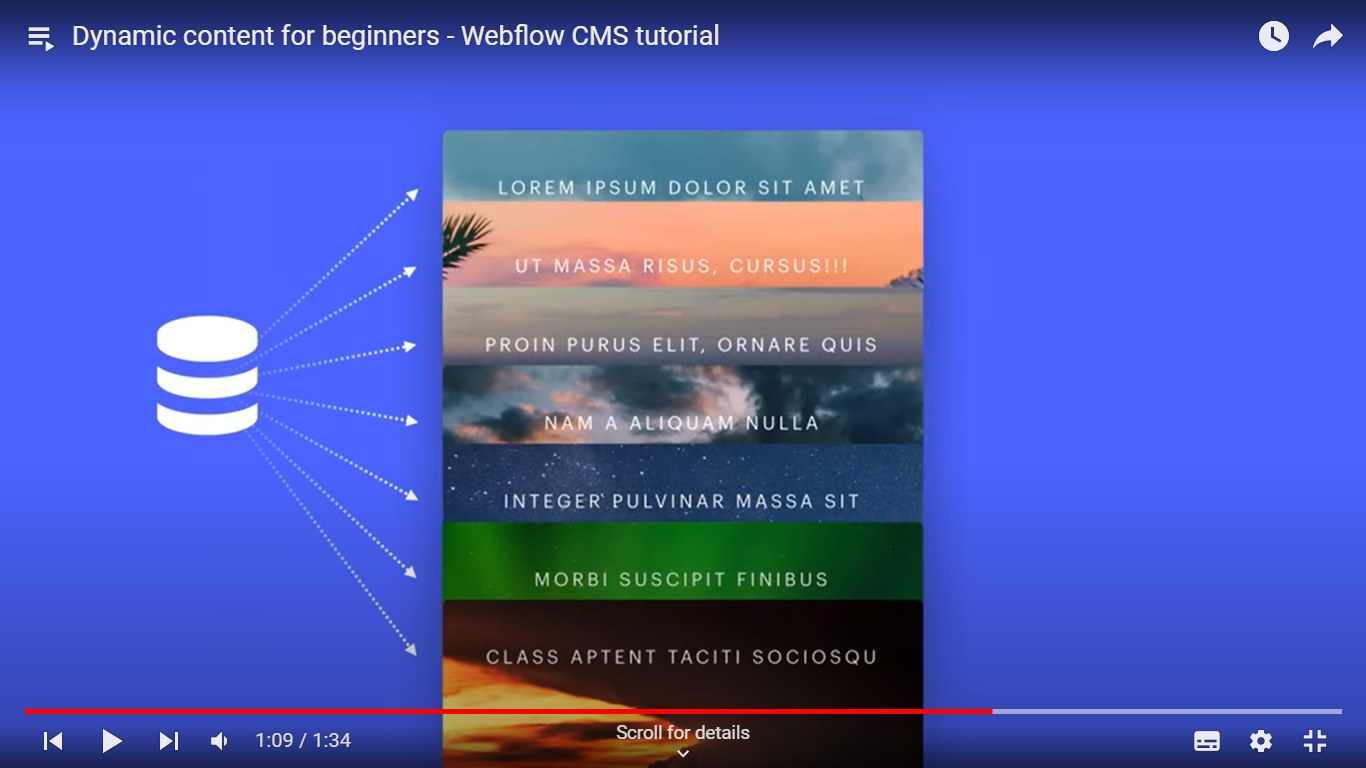 Dynamic content for beginners - Webflow CMS tutorial
LOREM IPSUM DOLOR SIT AMET
UT MASSA RISUS, CURSUS!!!
PROIN PURUS ELIT, ORNARE QUIS
NAM A ALIQUAM NULLA
INTEGER PULVINAR MASSA SIT
MORBI SUSCIPIT FINIBUS
CLASS APTENT TACITI SOCIOSQU
1:09 / 1:34
Scroll for details